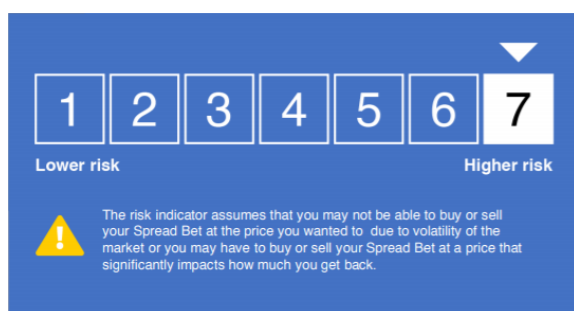 1 2 3 4 5 6 7
Lower risk Higher risk
The risk indicator assumes that you may not be able to buy or sell
your Spread Bet at the price you wanted to due to volatility of the
market or you may have to buy or sell your Spread Bet at a price that
significantly impacts how much you get back.